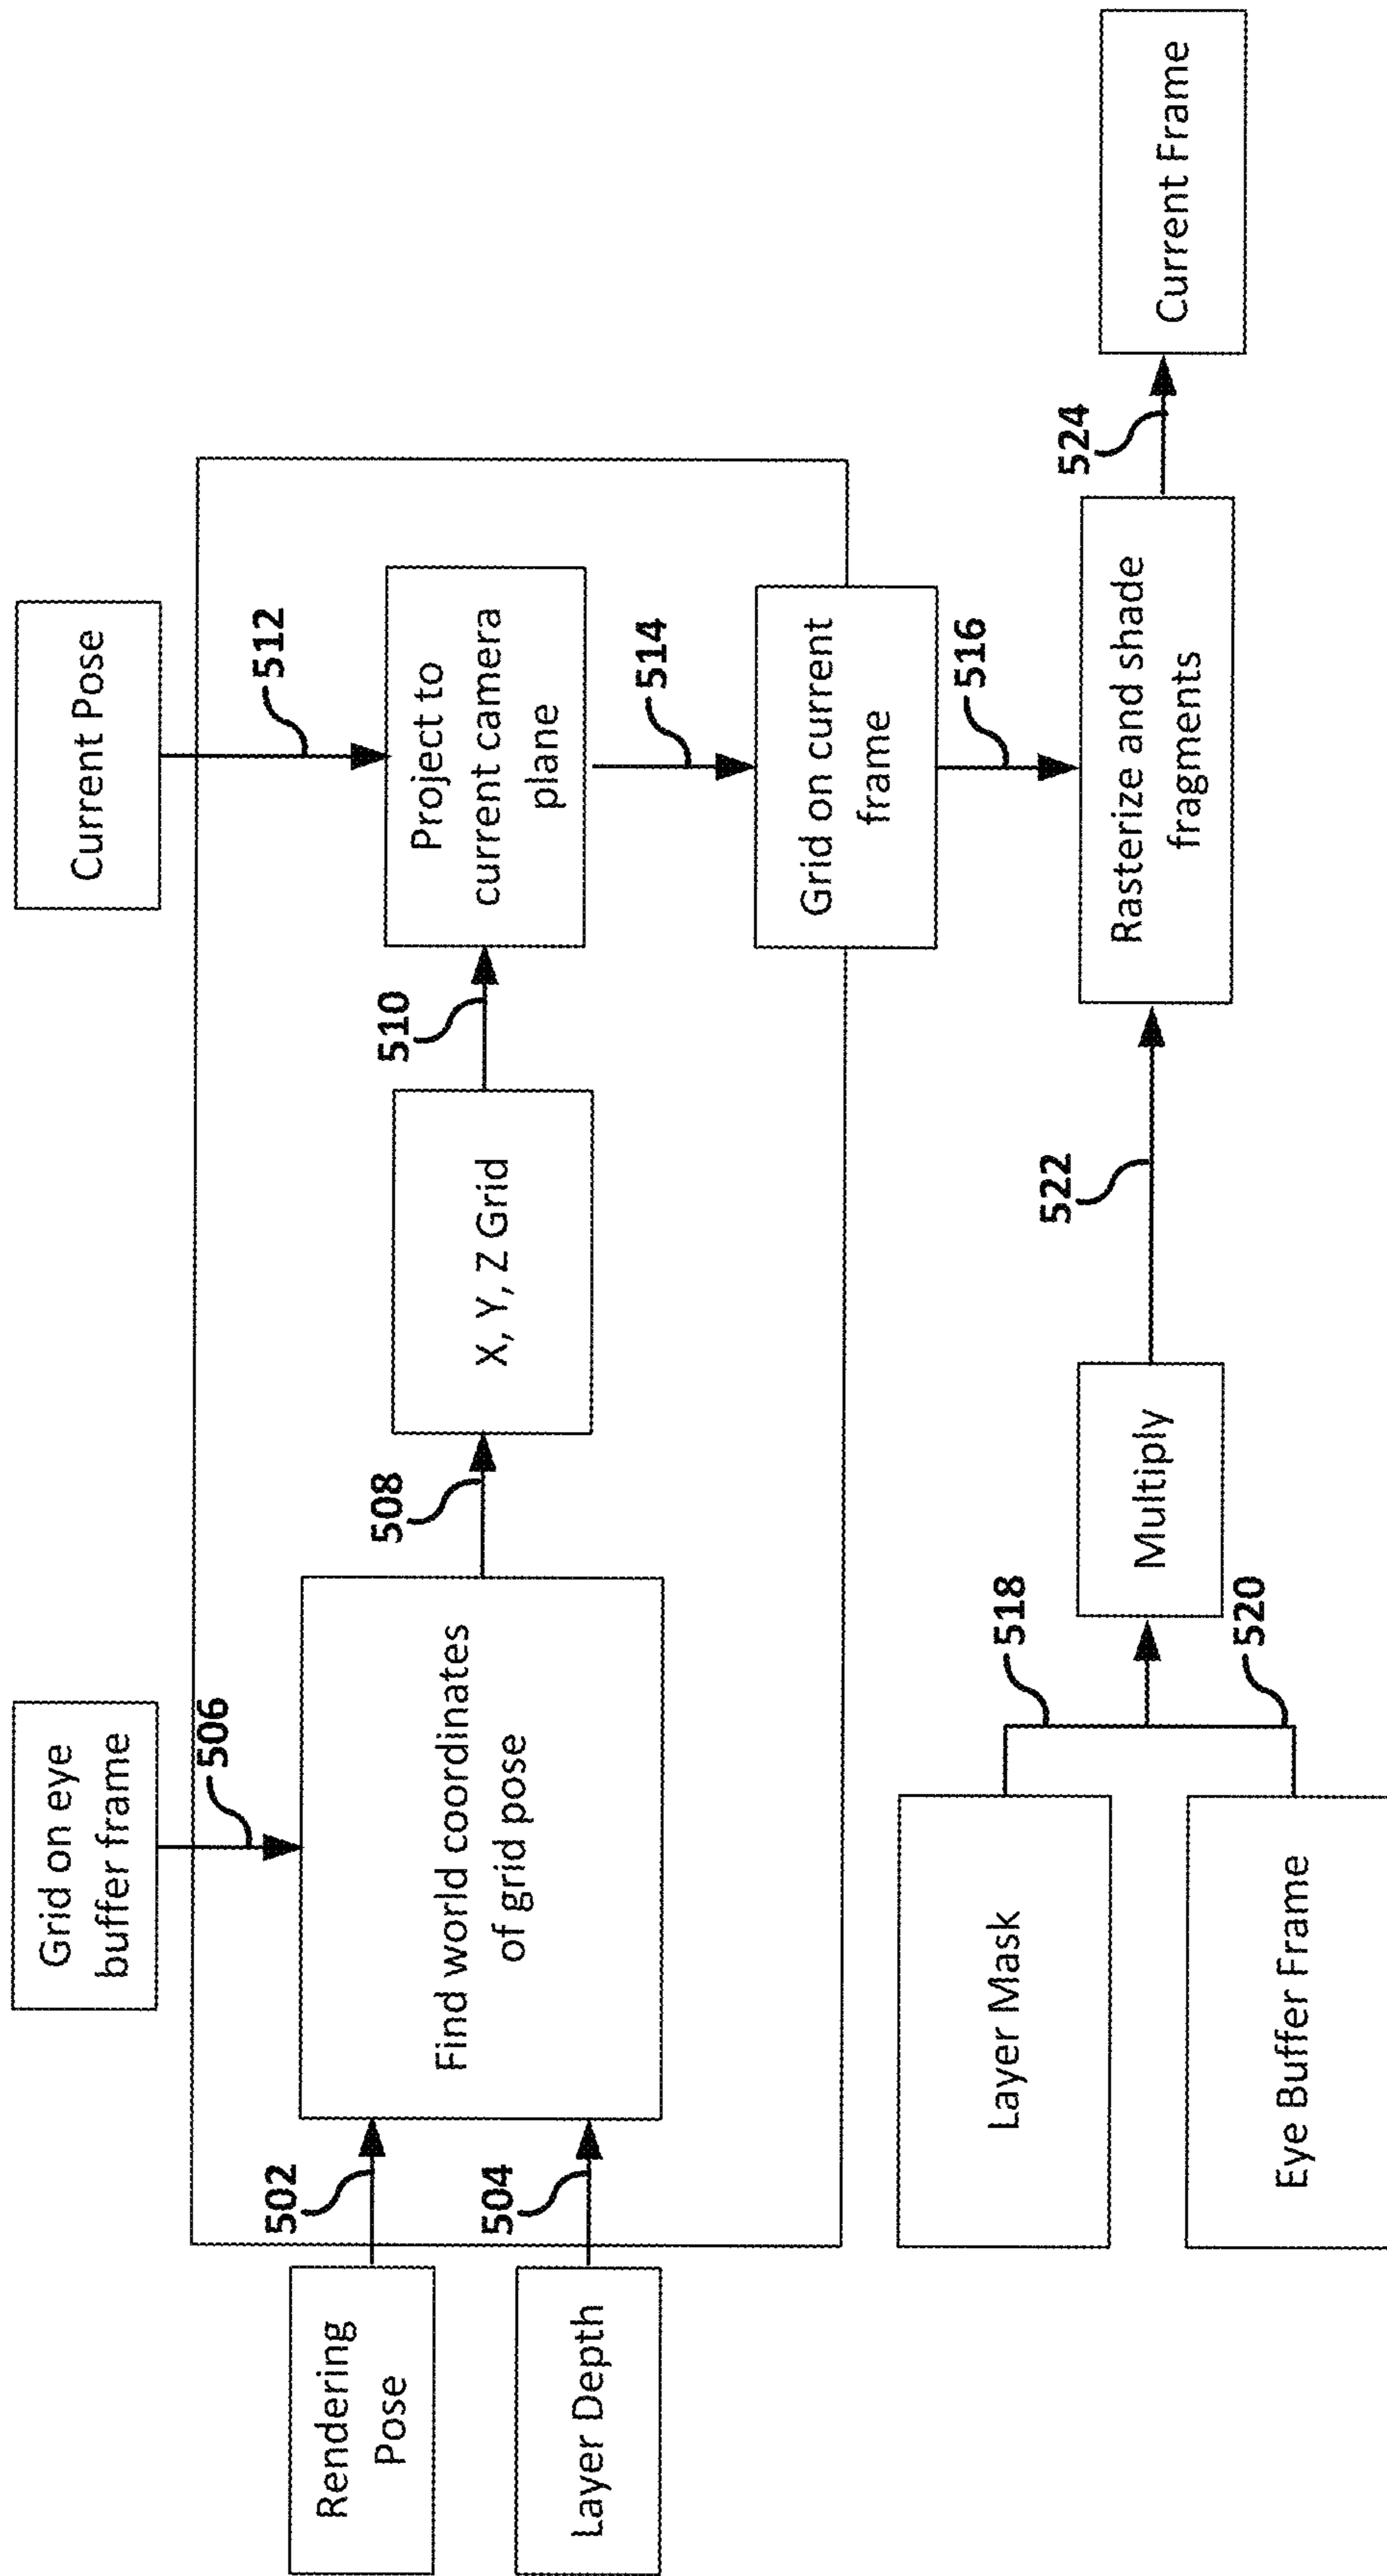 Grid on eye
buffer frame
506
Current Pose
512
Rendering
Pose
502
Layer Depth
504
Find world coordinates
of grid pose
508
X, Y, Z Grid
510
Project to
current camera
plane
514
Grid on current
frame
516
Layer Mask
518
Eye Buffer Frame
520
Multiply
522
Rasterize and shade
fragments
524
Current Frame